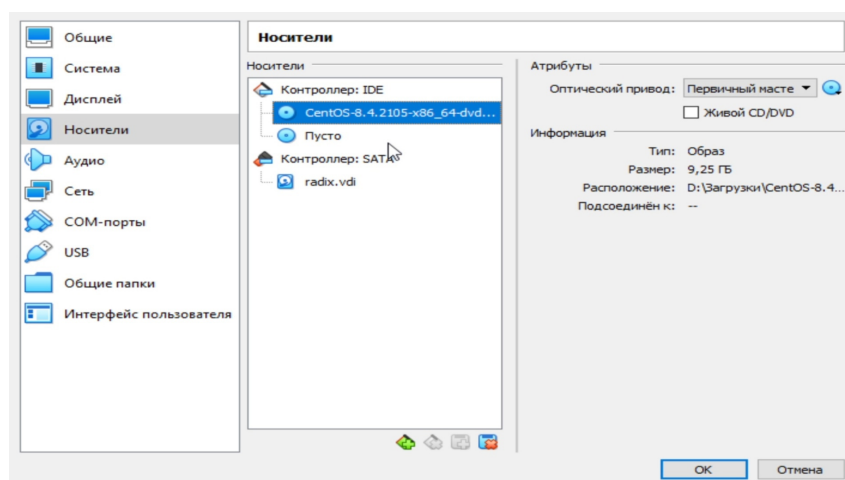 Общие
Система
Дисплей
Носители
Аудио
Сеть
COM-порты
USB
Общие папки
Интерфейс пользователя
Носители
Носители
Контроллер: IDE
CentOS-8.4.2105-x86_64-dvd...
Пусто
Контроллер: SATA
radix.vdi
Атрибуты
Оптический привод: Первичный масте
Живой CD/DVD
Информация
Тип: Образ
Размер: 9,25 ГБ
Расположение: D:\Загрузки\CentOS-8.4...
Подсоединён к: --
OK Отмена